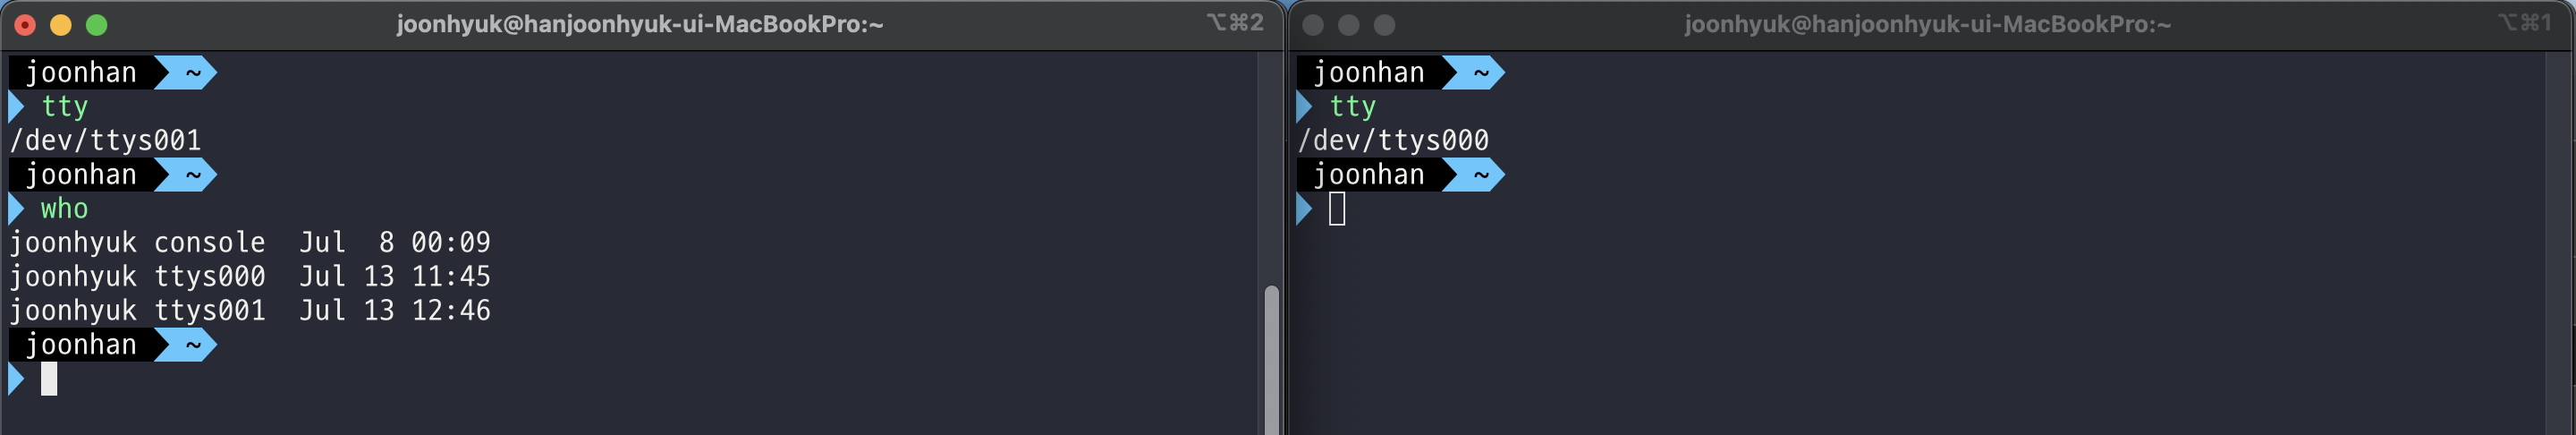 joonhyuk@hanjoonhyuk-ui-MacBookPro:~ ⌥⌘2
joonhan ~
tty
/dev/ttys001
joonhan ~
who
joonhyuk console  Jul  8 00:09
joonhyuk ttys000  Jul 13 11:45
joonhyuk ttys001  Jul 13 12:46
joonhan ~
joonhyuk@hanjoonhyuk-ui-MacBookPro:~ ⌥⌘1
joonhan ~
tty
/dev/ttys000
joonhan ~